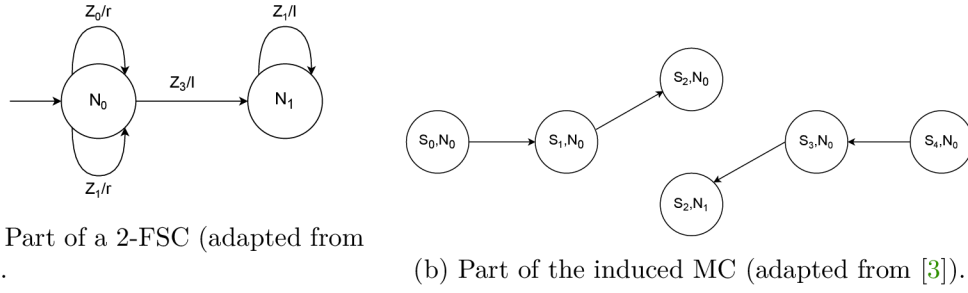 Z₀/r
Z₁/l
Z₃/l
N₀
N₁
Z₁/r
S₂,N₀
S₀,N₀
S₁,N₀
S₃,N₀
S₄,N₀
S₂,N₁
Part of a 2-FSC (adapted from
.
(b) Part of the induced MC (adapted from [3]).